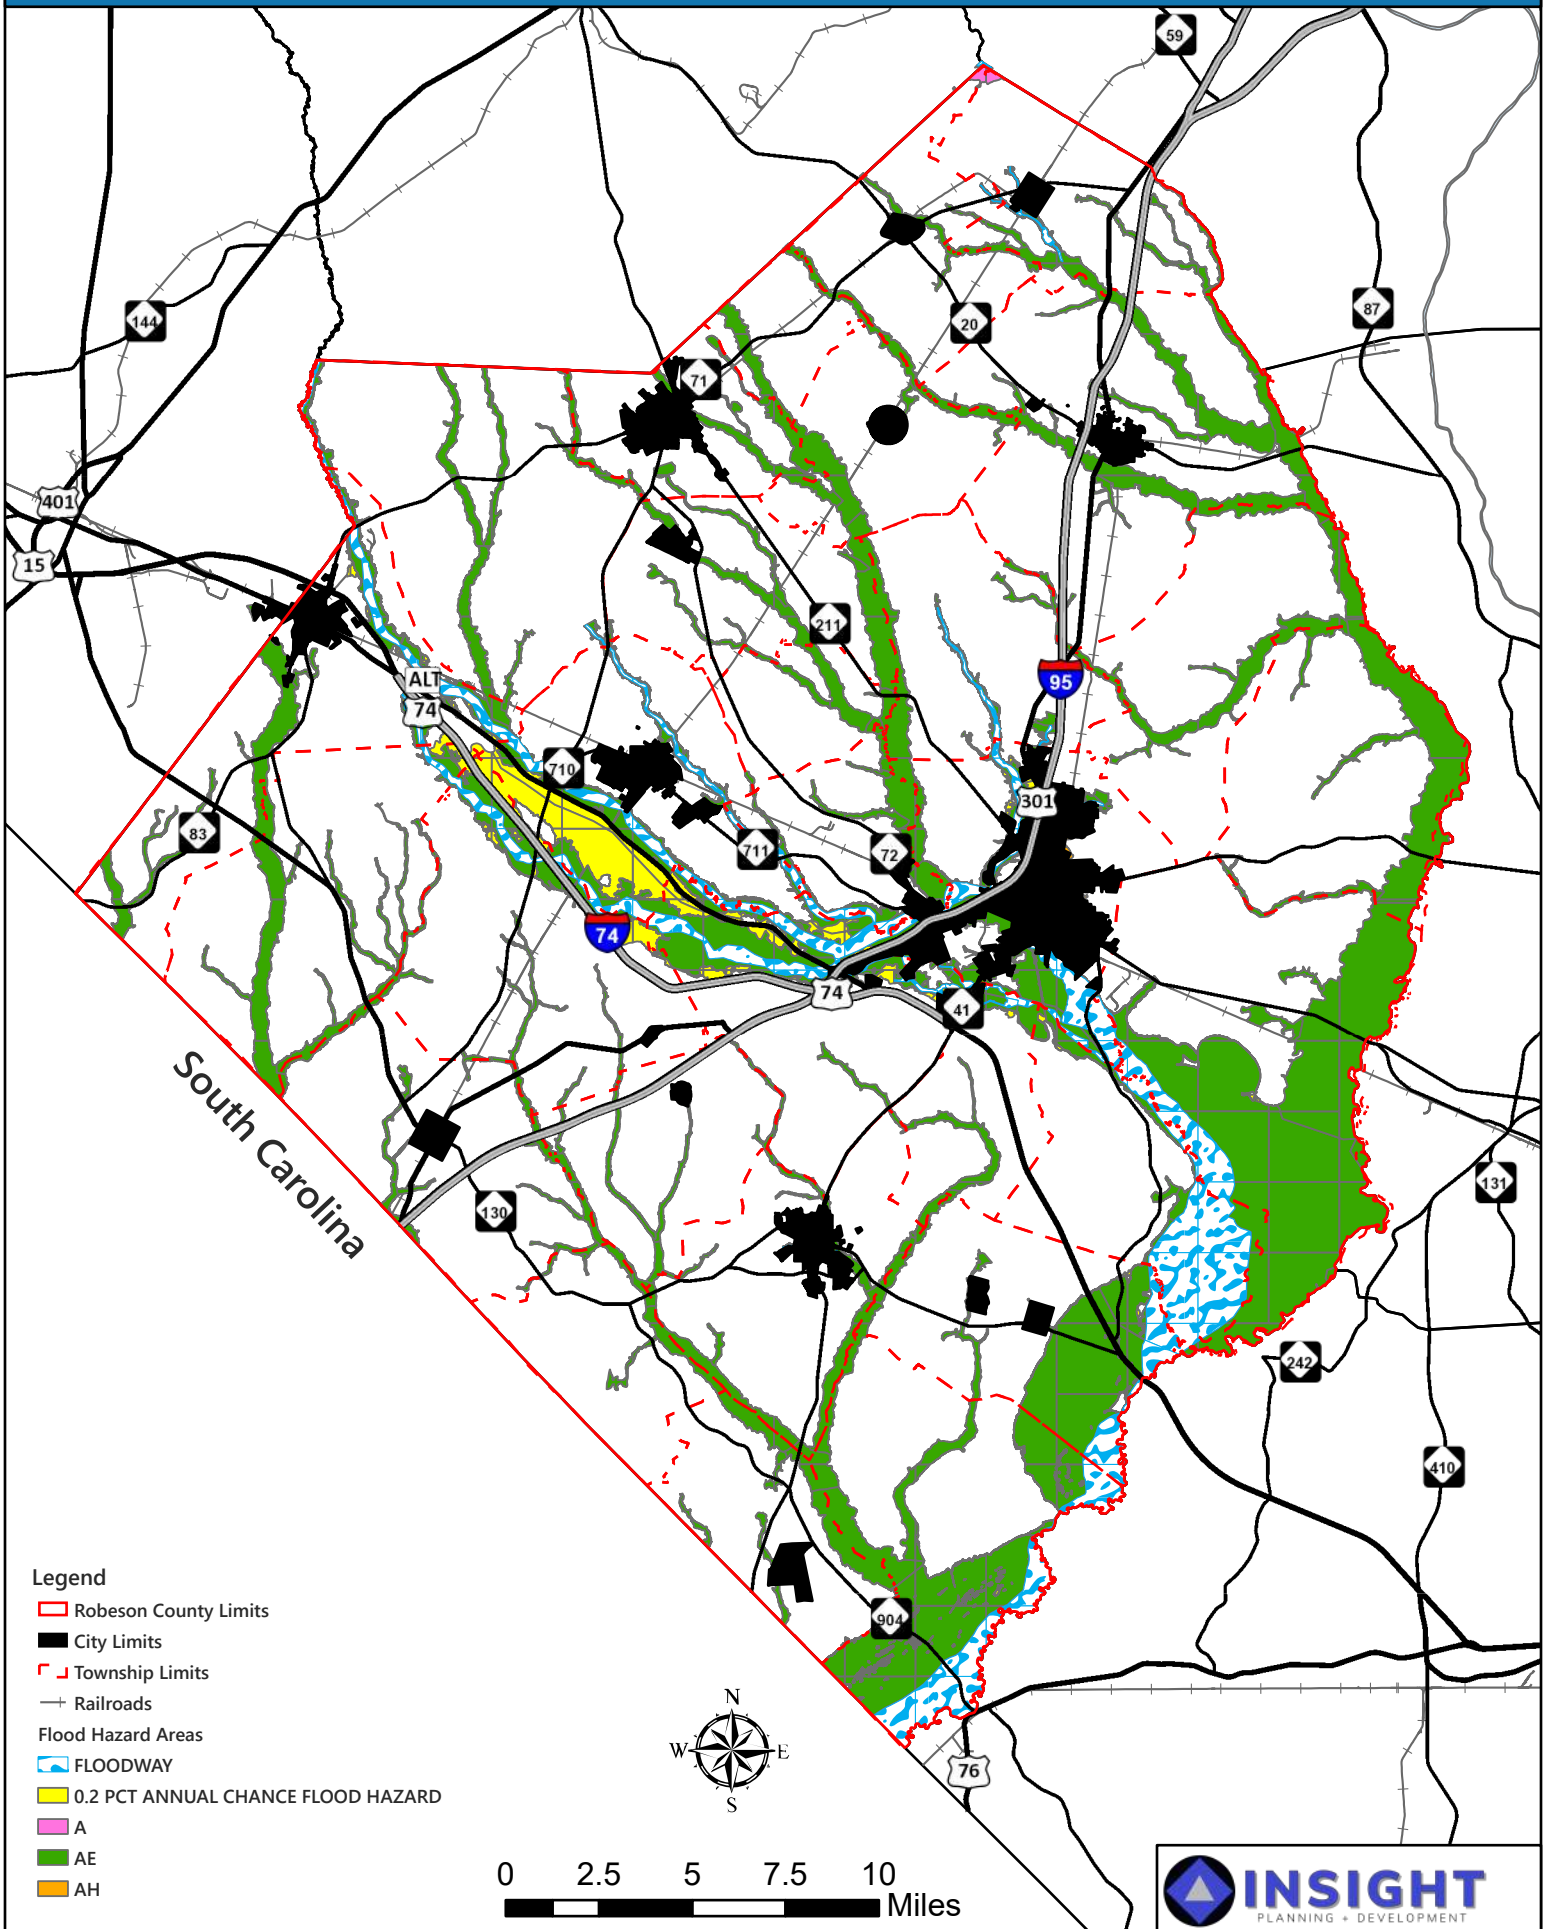 59
87
144
20
71
401
15
211
ALT
74
95
710
301
83
711
72
74
74
41
South Carolina
130
131
242
410
904
76
Legend
Robeson County Limits
City Limits
Township Limits
Railroads
Flood Hazard Areas
FLOODWAY
0.2 PCT ANNUAL CHANCE FLOOD HAZARD
A
AE
AH
N
W E
S
0 2.5 5 7.5 10
Miles
INSIGHT
PLANNING + DEVELOPMENT